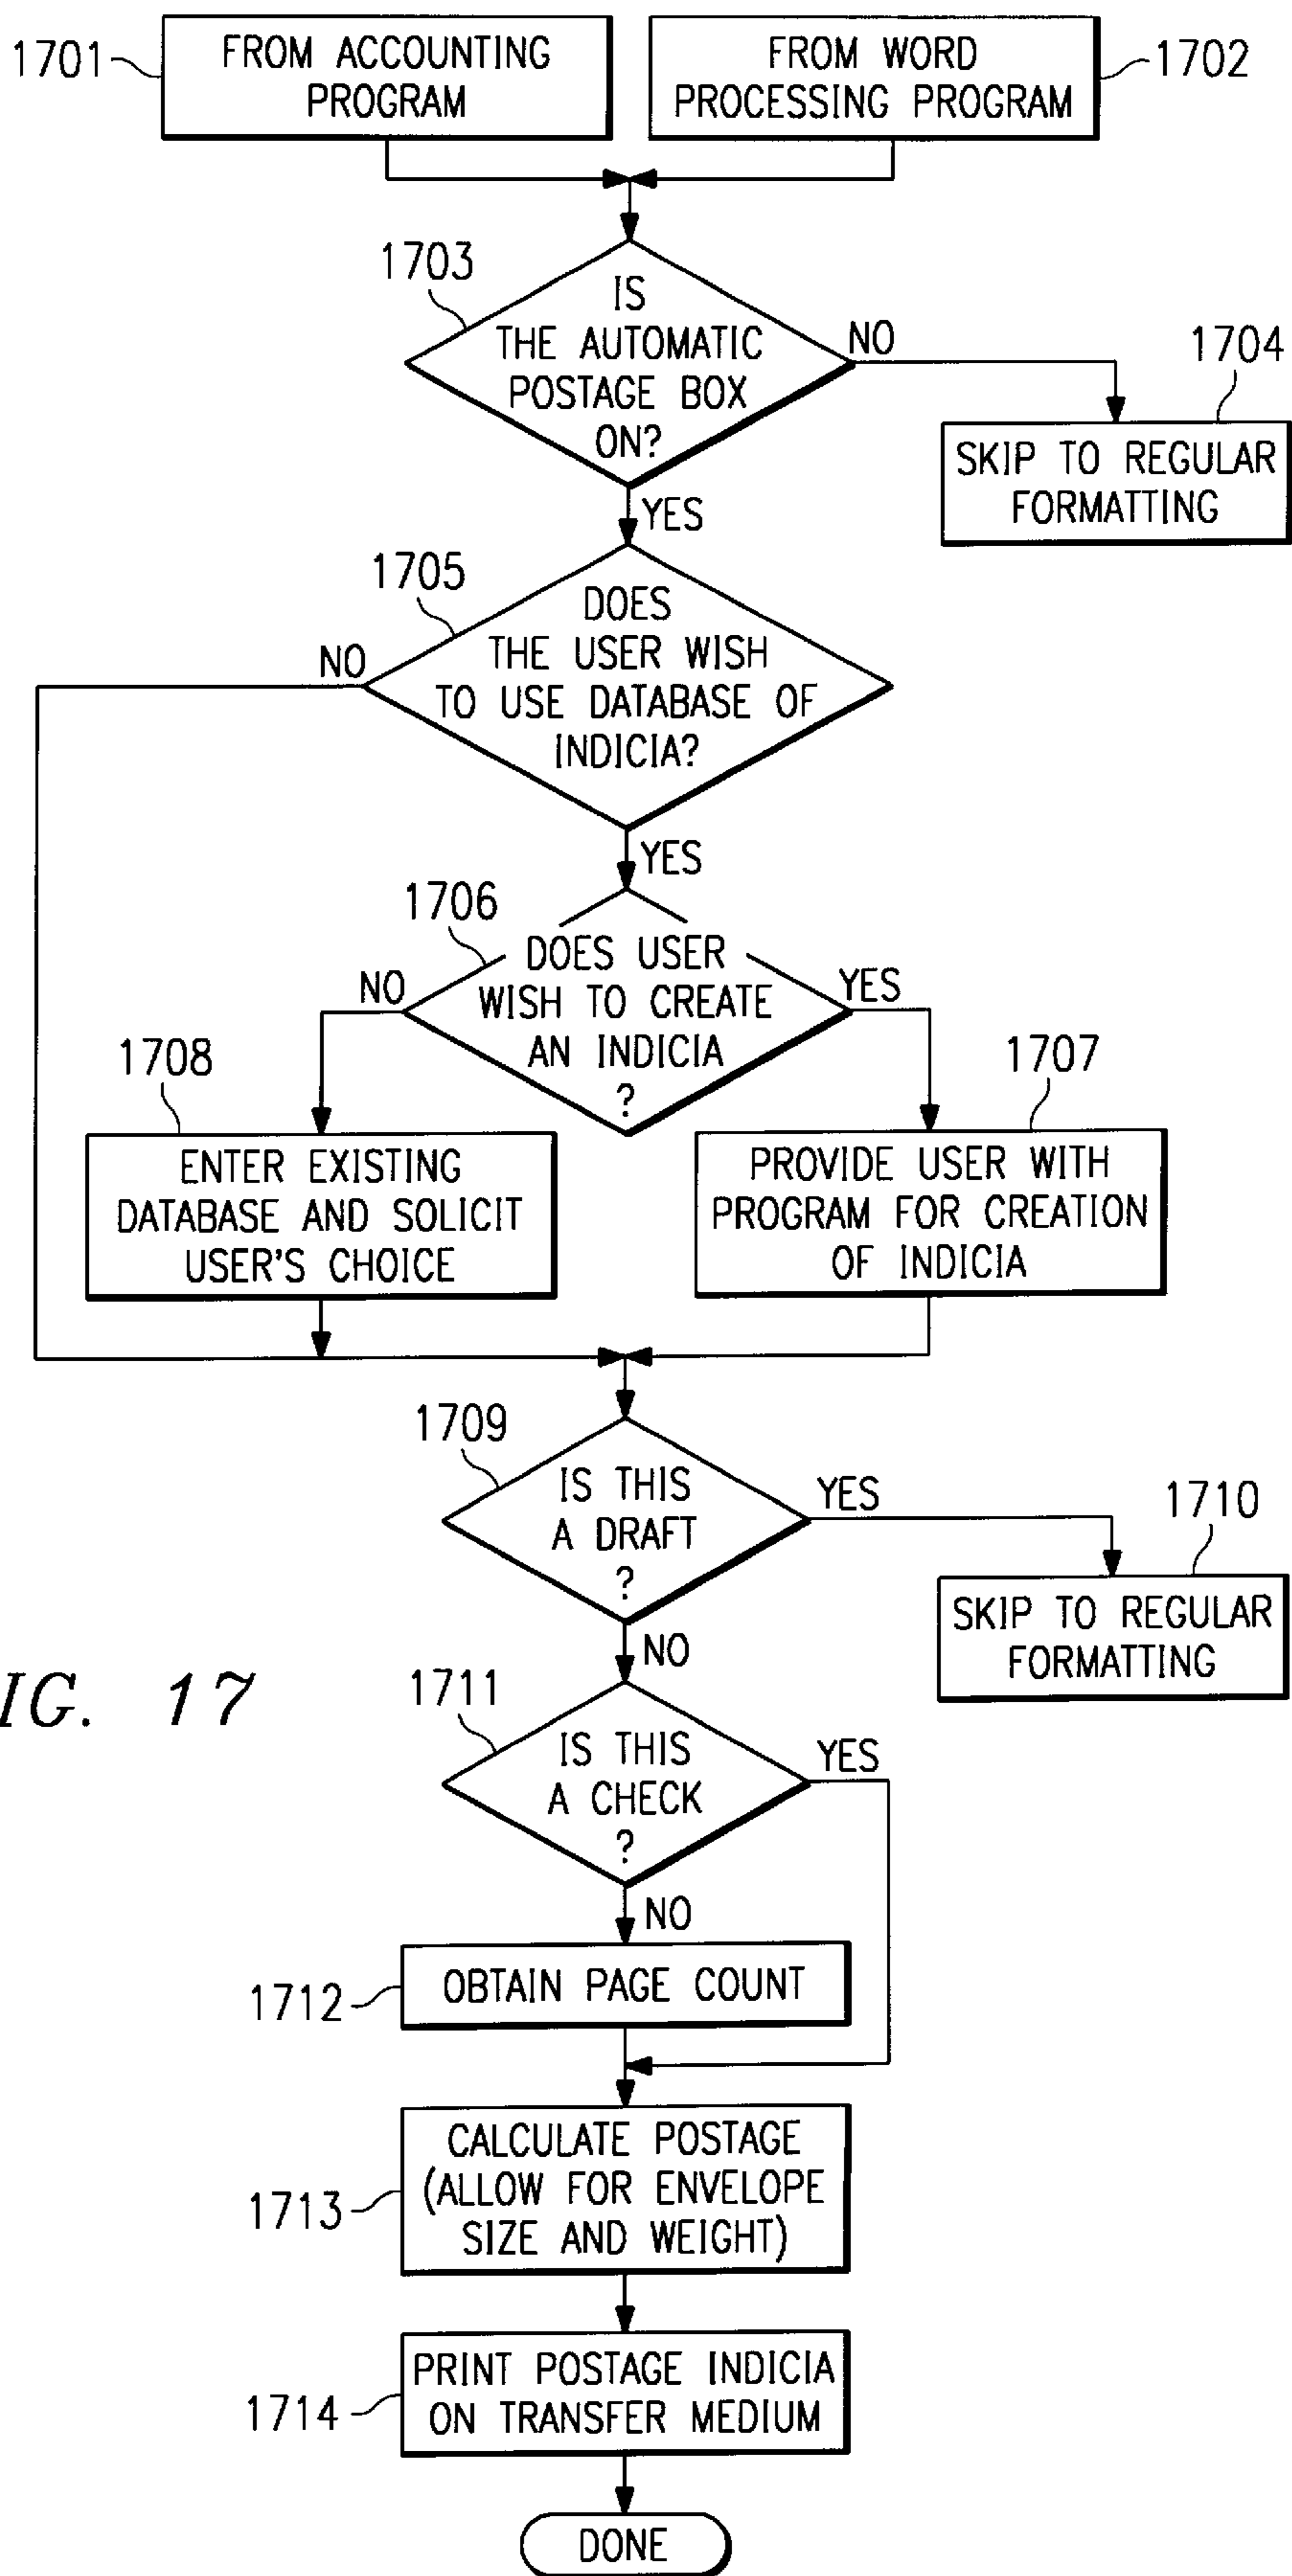 1701
FROM ACCOUNTING
PROGRAM
FROM WORD
PROCESSING PROGRAM
1702
1703
IS
THE AUTOMATIC
POSTAGE BOX
ON?
NO
1704
SKIP TO REGULAR
FORMATTING
YES
1705
DOES
THE USER WISH
TO USE DATABASE OF
INDICIA?
NO
YES
1706
DOES USER
WISH TO CREATE
AN INDICIA
?
NO
YES
1708
1707
ENTER EXISTING
DATABASE AND SOLICIT
USER'S CHOICE
PROVIDE USER WITH
PROGRAM FOR CREATION
OF INDICIA
1709
IS THIS
A DRAFT
?
YES
1710
SKIP TO REGULAR
FORMATTING
NO
IG. 17
1711
IS THIS
A CHECK
?
YES
NO
1712
OBTAIN PAGE COUNT
1713
CALCULATE POSTAGE
(ALLOW FOR ENVELOPE
SIZE AND WEIGHT)
1714
PRINT POSTAGE INDICIA
ON TRANSFER MEDIUM
DONE